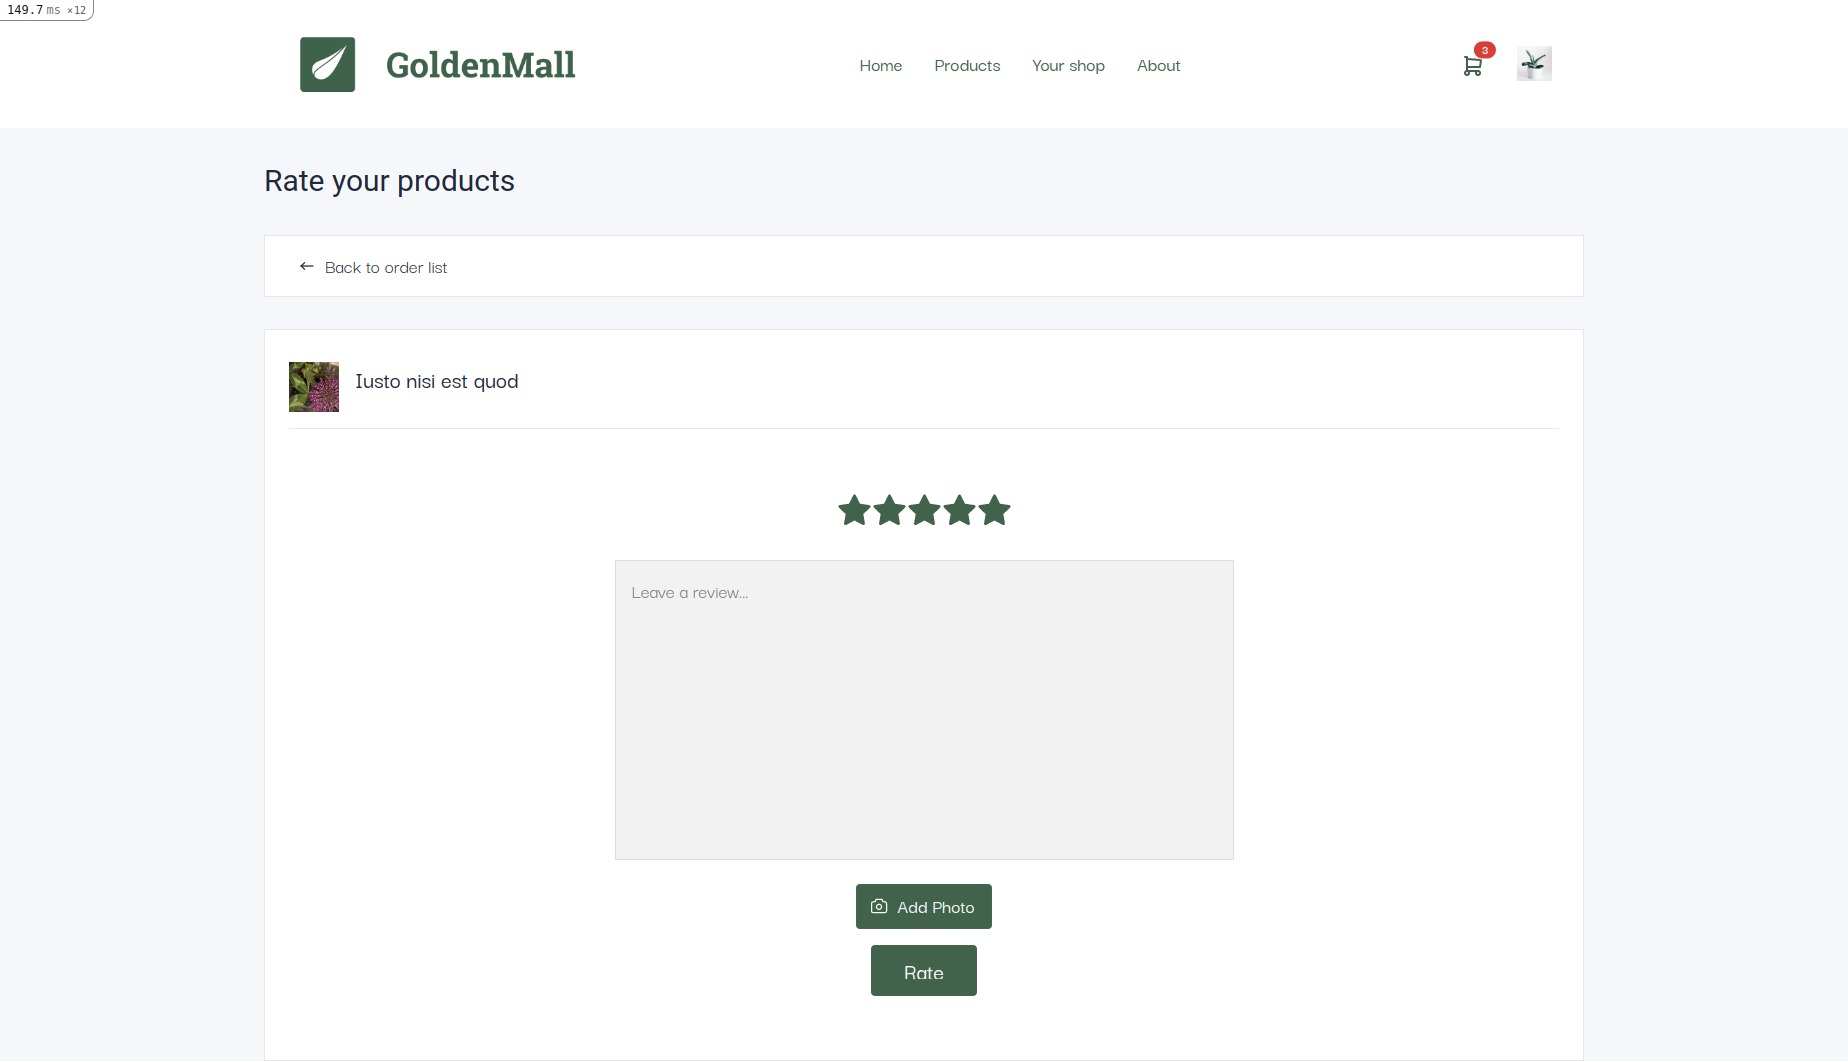 149.7 ms ×12
GoldenMall
Home Products Your shop About
3
Rate your products
← Back to order list
Iusto nisi est quod
Leave a review...
Add Photo
Rate